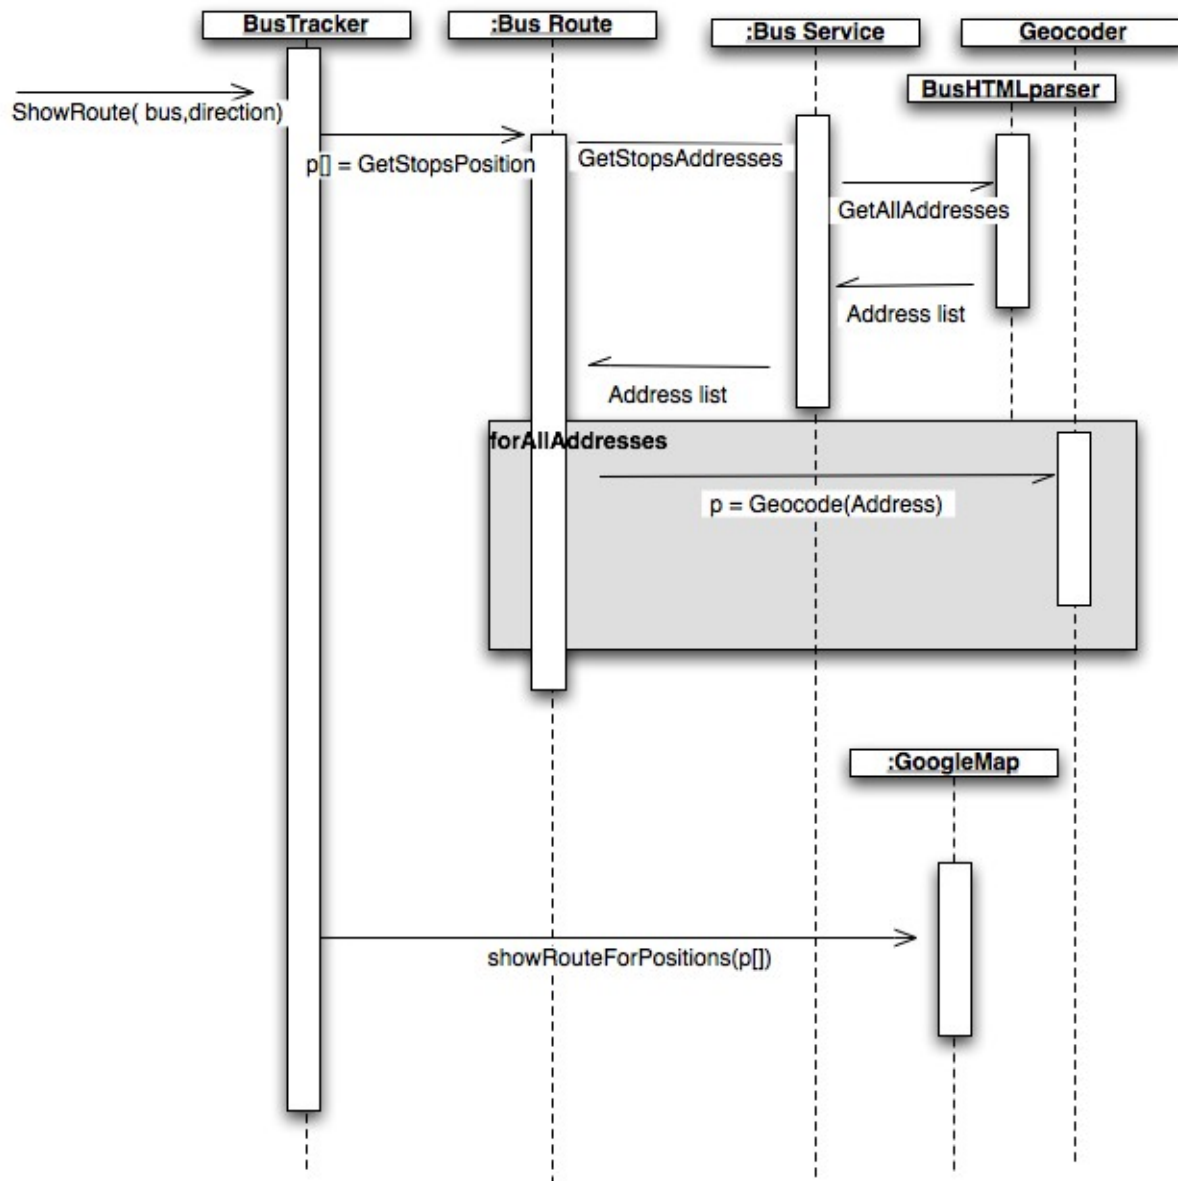 BusTracker
:Bus Route
:Bus Service
Geocoder
BusHTMLparser
ShowRoute( bus,direction)
p[] = GetStopsPosition
GetStopsAddresses
GetAllAddresses
Address list
Address list
forAllAddresses
p = Geocode(Address)
:GoogleMap
showRouteForPositions(p[])